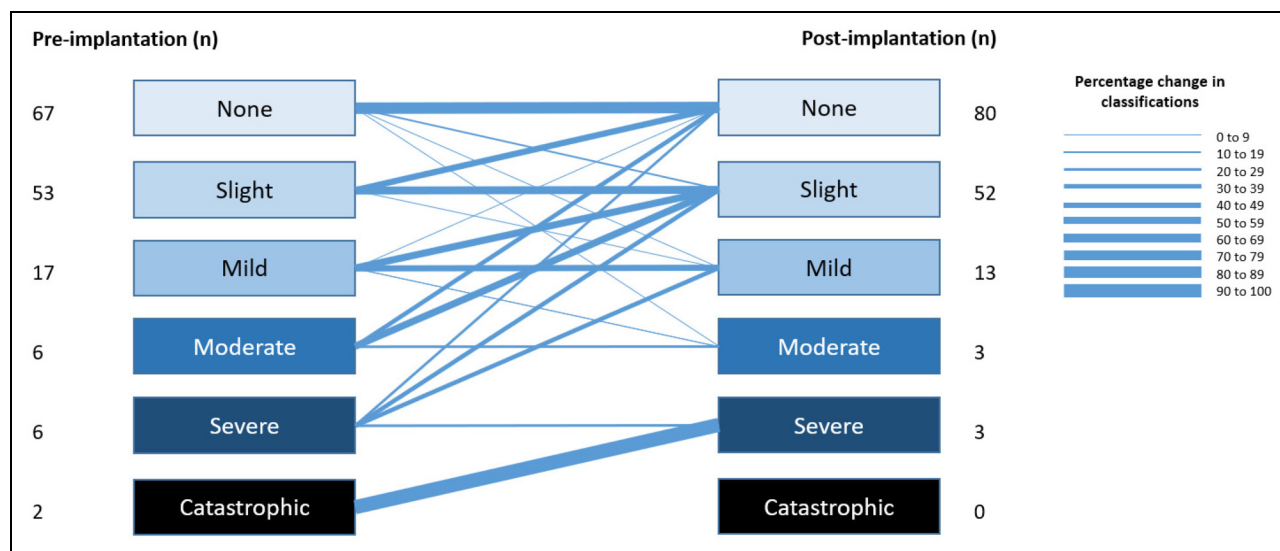 Pre-implantation (n)
Post-implantation (n)
67
None
None
80
53
Slight
Slight
52
17
Mild
Mild
13
6
Moderate
Moderate
3
6
Severe
Severe
3
2
Catastrophic
Catastrophic
0
Percentage change in
classifications
0 to 9
10 to 19
20 to 29
30 to 39
40 to 49
50 to 59
60 to 69
70 to 79
80 to 89
90 to 100